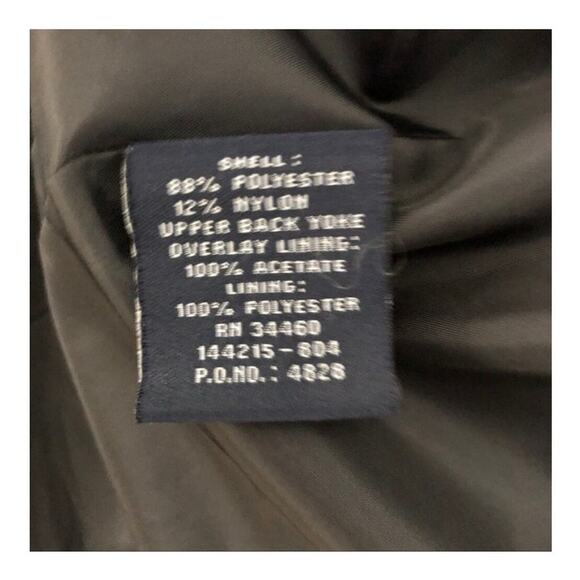 SHELL:
88% POLYESTER
12% NYLON
UPPER BACK YOKE
OVERLAY LINING:
100% ACETATE
LINING:
100% POLYESTER
RN 34460
144215-804
P.O.NO.: 4828